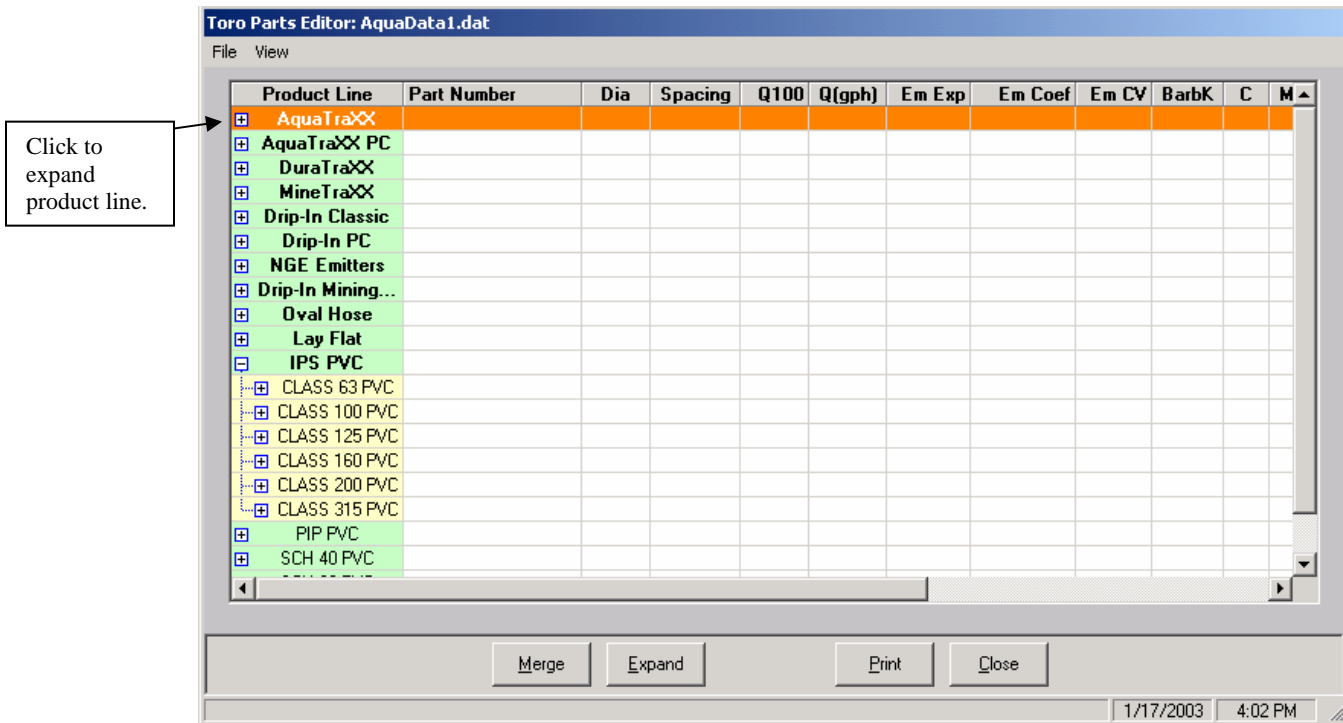 Toro Parts Editor: AquaData1.dat
File View
Product Line Part Number Dia Spacing Q100 Q(gph) Em Exp Em Coef Em CV BarbK C M
AquaTraXX
Click to
expand
product line.
AquaTraXX PC
DuraTraXX
MineTraXX
Drip-In Classic
Drip-In PC
NGE Emitters
Drip-In Mining...
Oval Hose
Lay Flat
IPS PVC
CLASS 63 PVC
CLASS 100 PVC
CLASS 125 PVC
CLASS 160 PVC
CLASS 200 PVC
CLASS 315 PVC
PIP PVC
SCH 40 PVC
Merge Expand Print Close
1/17/2003 4:02 PM